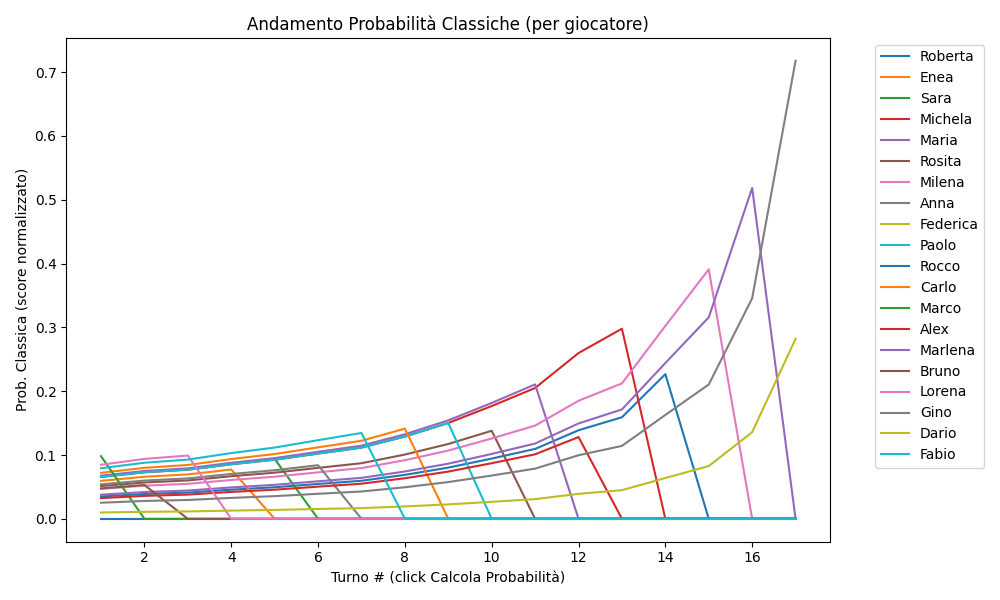 Andamento Probabilità Classiche (per giocatore)
Prob. Classica (score normalizzato)
0.7
0.6
0.5
0.4
0.3
0.2
0.1
0.0
2 4 6 8 10 12 14 16
Turno # (click Calcola Probabilità)
Roberta
Enea
Sara
Michela
Maria
Rosita
Milena
Anna
Federica
Paolo
Rocco
Carlo
Marco
Alex
Marlena
Bruno
Lorena
Gino
Dario
Fabio